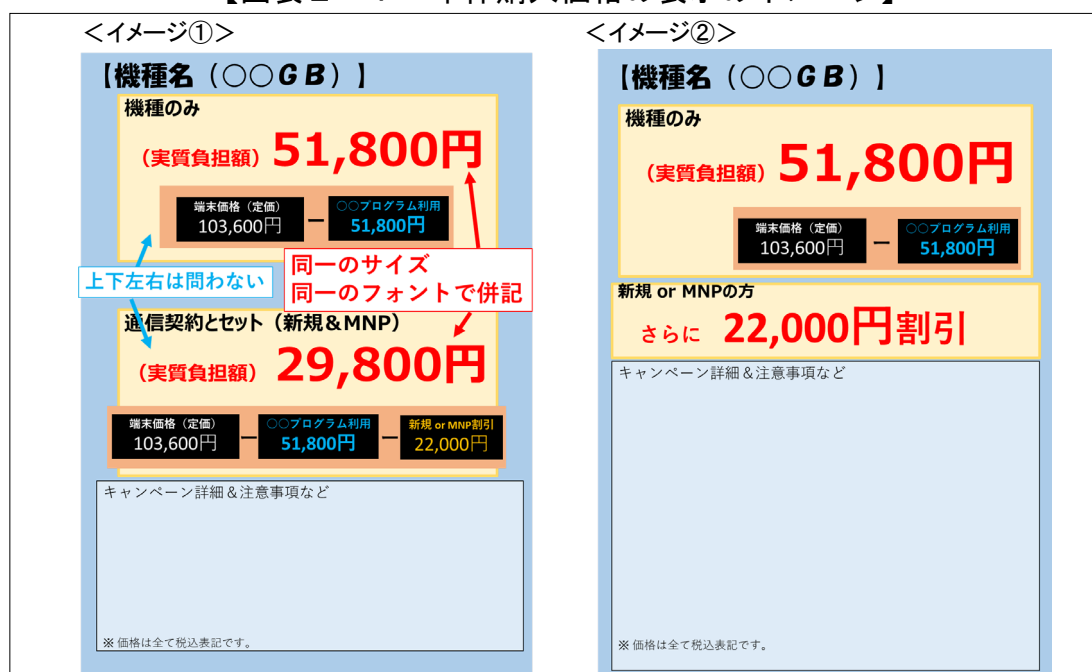 ＜イメージ①＞
【機種名（○○GB）】
機種のみ
（実質負担額）51,800円
端末価格（定価）
103,600円
ー
○○プログラム利用
51,800円
上下左右は問わない
同一のサイズ
同一のフォントで併記
通信契約とセット（新規＆MNP）
（実質負担額）29,800円
端末価格（定価）
103,600円
ー
○○プログラム利用
51,800円
ー
新規 or MNP割引
22,000円
キャンペーン詳細＆注意事項など
※ 価格は全て税込表記です。
＜イメージ②＞
【機種名（○○GB）】
機種のみ
（実質負担額）51,800円
端末価格（定価）
103,600円
ー
○○プログラム利用
51,800円
新規 or MNPの方
さらに 22,000円割引
キャンペーン詳細＆注意事項など
※ 価格は全て税込表記です。